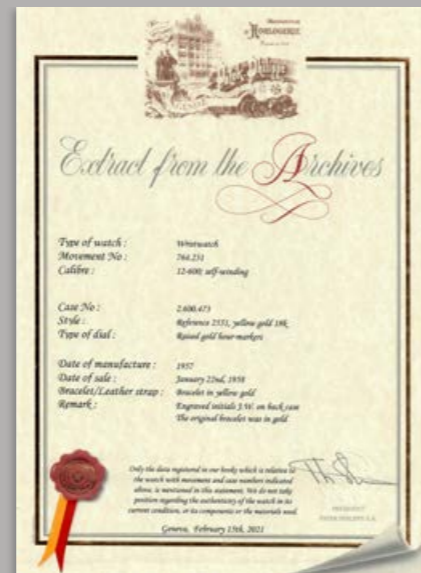 Manufacture
d'Horlogerie
Extract from the Archives
Type of watch : Wristwatch
Movement No : 764.231
Calibre : 12-600; self-winding
Case No : 2.600.473
Style : Reference 2551, yellow gold 18k
Type of dial : Raised gold hour-markers
Date of manufacture : 1957
Date of sale : January 22nd, 1958
Bracelet/Leather strap : Bracelet in yellow gold
Remark : Engraved initials J.W. on back case
The original bracelet was in gold
Only the data registered in our books which is relative to
the watch with movement and case numbers indicated
above, is mentioned in this statement. We do not take
position regarding the authenticity of the watch in its
current condition, or its components or the materials used.
PRESIDENT
PATEK PHILIPPE S.A.
Geneva, February 15th, 2021